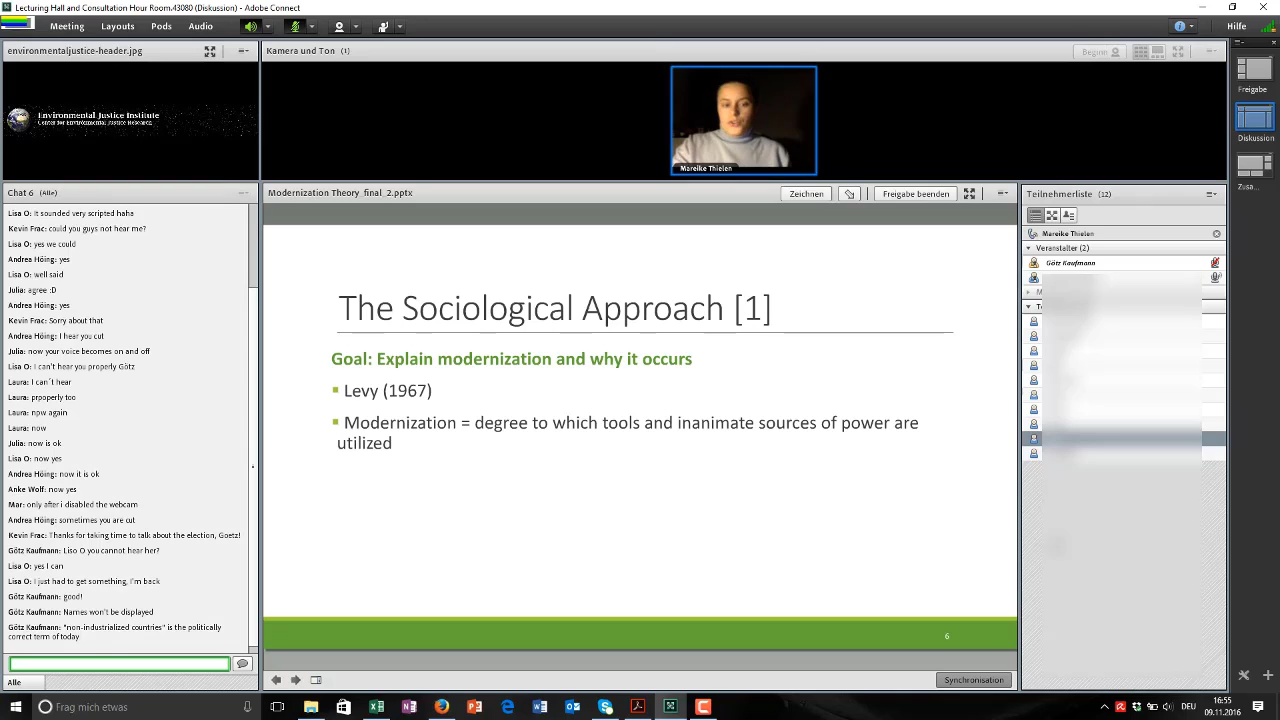 Lecturing Hall and Consultation Hour Room.43080 (Diskussion) - Adobe Connect
Meeting Layouts Pods Audio
Hilfe
environmentaljustice-header.jpg
Environmental Justice Institute
Center for Environmental Justice Research
Kamera und Ton (1)
Beginn
Mareike Thielen
Freigabe
Diskussion
Zusa...
Chat 6 (Alle)
Lisa O: It sounded very scripted haha
Kevin Frac: could you guys not hear me?
Lisa O: yes we could
Andrea Höing: yes
Lisa O: well said
Julia: agree :D
Andrea Höing: yes
Kevin Frac: Sorry about that
Andrea Höing: I hear you cut
Julia: now your voice becomes on and off
Lisa O: I can't hear you properly Götz
Laura: I can´t hear
Laura: prpoperly too
Laura: npw again
Laura: now
Julia: now is ok
Lisa O: now yes
Andrea Höing: now it is ok
Anke Wolf: now yes
Mar: only after i disabled the webcam
Andrea Höing: sometimes you are cut
Kevin Frac: Thanks for taking time to talk about the election, Goetz!
Götz Kaufmann: Liso O you cannot hear her?
Lisa O: yes I can
Lisa O: I just had to get something, I'm back
Götz Kaufmann: good!
Götz Kaufmann: Names won't be displayed
Götz Kaufmann: "non-industrialized countries" is the politically
correct term of today
Alle
Modernization Theory_final_2.pptx
Zeichnen
Freigabe beenden
The Sociological Approach [1]
Goal: Explain modernization and why it occurs
Levy (1967)
Modernization = degree to which tools and inanimate sources of power are
utilized
6
Synchronisation
Teilnehmerliste (12)
Mareike Thielen
Veranstalter (2)
Götz Kaufmann
Frag mich etwas
DEU
16:55
09.11.2016